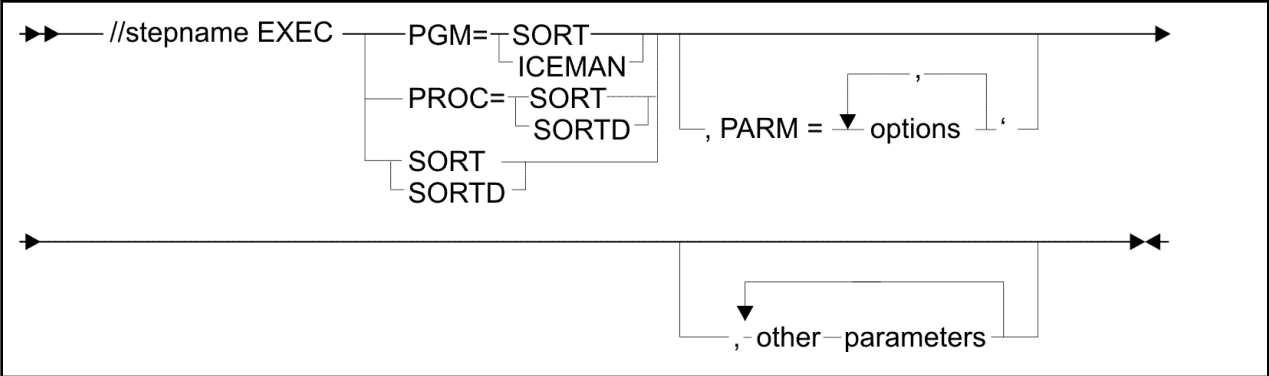 //stepname EXEC PGM= SORT
ICEMAN
PROC= SORT
SORTD
SORT
SORTD
,
, PARM = options ‘
, other parameters